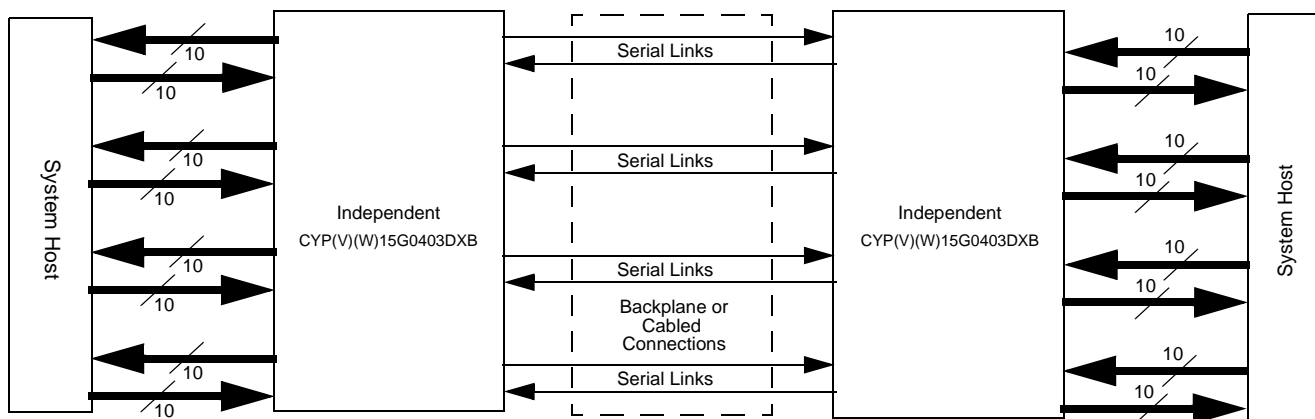 System Host
10
10
10
10
10
10
10
10
Independent
CYP(V)(W)15G0403DXB
Serial Links
Serial Links
Serial Links
Backplane or
Cabled
Connections
Serial Links
Independent
CYP(V)(W)15G0403DXB
10
10
10
10
10
10
10
10
System Host